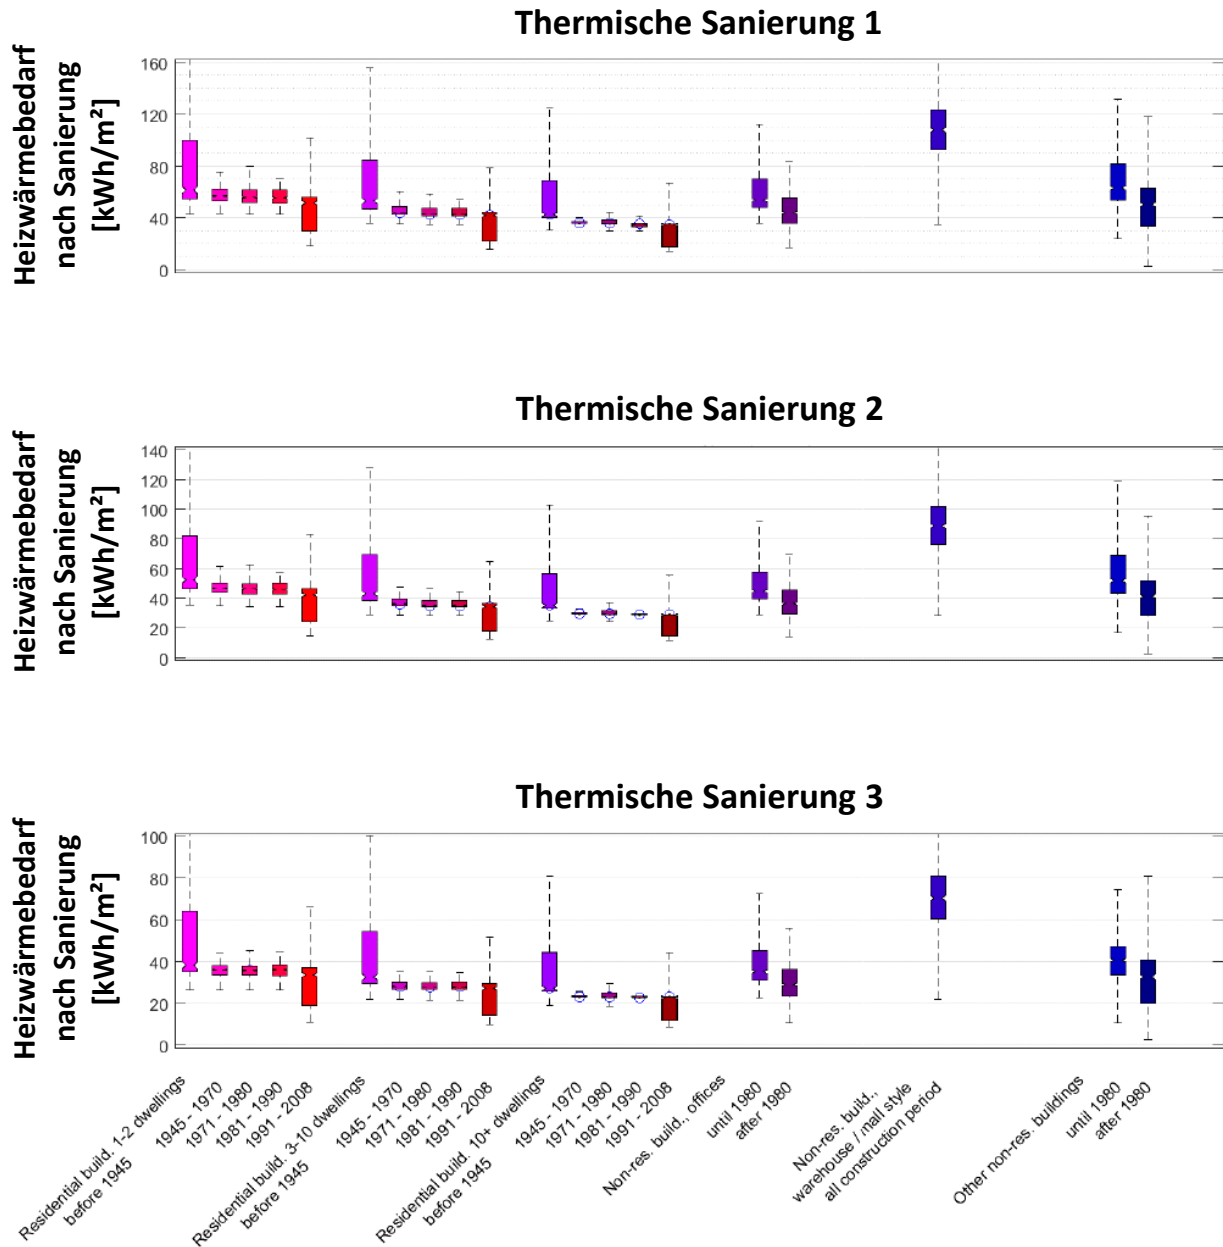 Thermische Sanierung 1
Heizwärmebedarf
nach Sanierung
[kWh/m²]
160
120
80
40
0
Thermische Sanierung 2
Heizwärmebedarf
nach Sanierung
[kWh/m²]
140
120
100
80
60
40
20
0
Thermische Sanierung 3
Heizwärmebedarf
nach Sanierung
[kWh/m²]
100
80
60
40
20
0
Residential build. 1-2 dwellings
before 1945
1945 - 1970
1971 - 1980
1981 - 1990
1991 - 2008
Residential build. 3-10 dwellings
before 1945
1945 - 1970
1971 - 1980
1981 - 1990
1991 - 2008
Residential build. 10+ dwellings
before 1945
1945 - 1970
1971 - 1980
1981 - 1990
1991 - 2008
Non-res. build., offices
until 1980
after 1980
Non-res. build.,
warehouse / mall style
all construction period
Other non-res. buildings
until 1980
after 1980